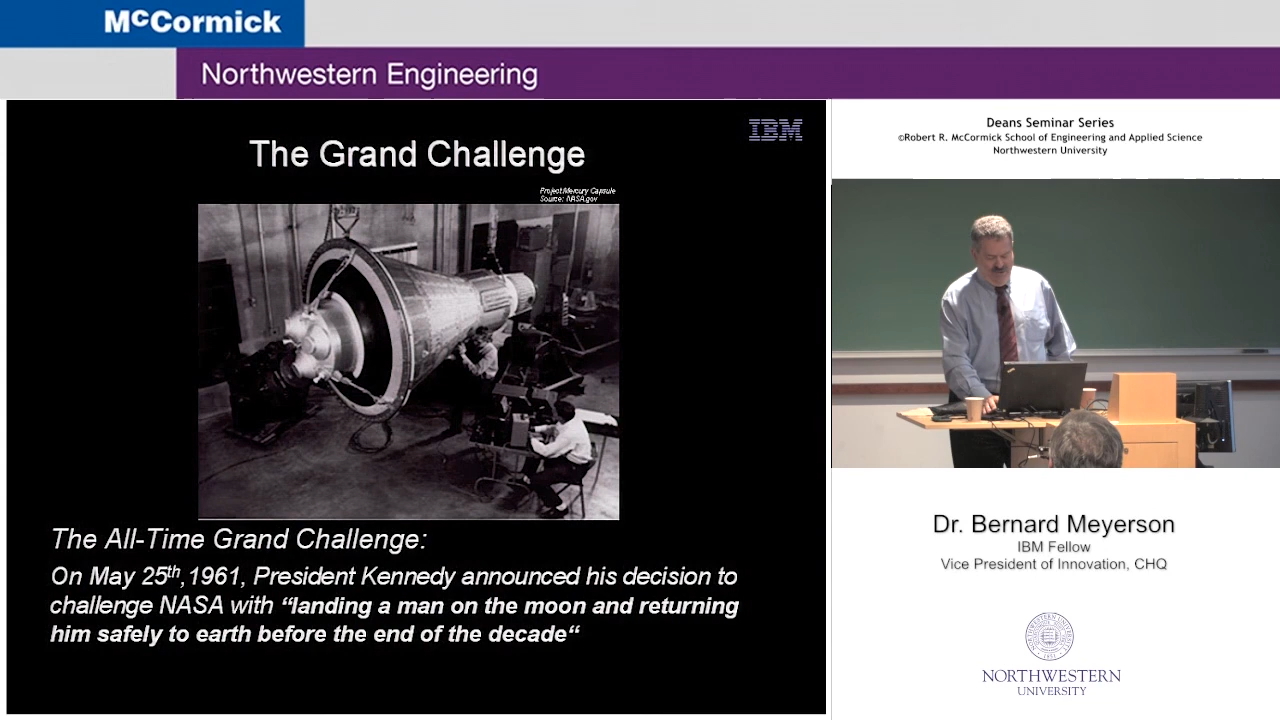 McCormick
Northwestern Engineering
IBM
The Grand Challenge
Project Mercury Capsule
Source: NASA.gov
The All-Time Grand Challenge:
On May 25th,1961, President Kennedy announced his decision to
challenge NASA with “landing a man on the moon and returning
him safely to earth before the end of the decade“
Deans Seminar Series
©Robert R. McCormick School of Engineering and Applied Science
Northwestern University
Dr. Bernard Meyerson
IBM Fellow
Vice President of Innovation, CHQ
NORTHWESTERN
UNIVERSITY